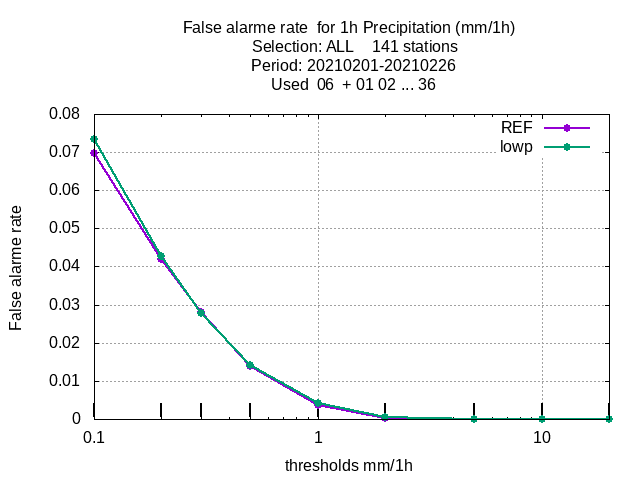 False alarme rate  for 1h Precipitation (mm/1h)
Selection: ALL    141 stations
Period: 20210201-20210226
Used  06  + 01 02 ... 36
REF
lowp
0.08
0.07
0.06
0.05
0.04
0.03
0.02
0.01
0
False alarme rate
0.1
1
10
thresholds mm/1h